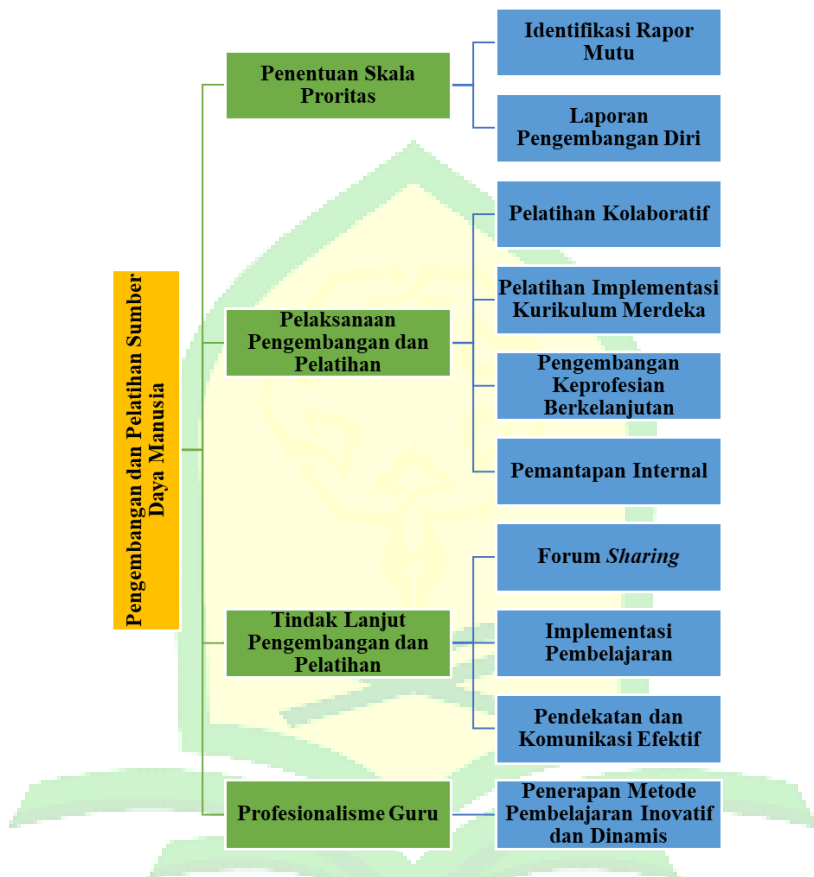 Pengembangan dan Pelatihan Sumber
Daya Manusia
Penentuan Skala
Proritas
Identifikasi Rapor
Mutu
Laporan
Pengembangan Diri
Pelaksanaan
Pengembangan dan
Pelatihan
Pelatihan Kolaboratif
Pelatihan Implementasi
Kurikulum Merdeka
Pengembangan
Keprofesian
Berkelanjutan
Pemantapan Internal
Tindak Lanjut
Pengembangan dan
Pelatihan
Forum Sharing
Implementasi
Pembelajaran
Pendekatan dan
Komunikasi Efektif
Profesionalisme Guru
Penerapan Metode
Pembelajaran Inovatif
dan Dinamis